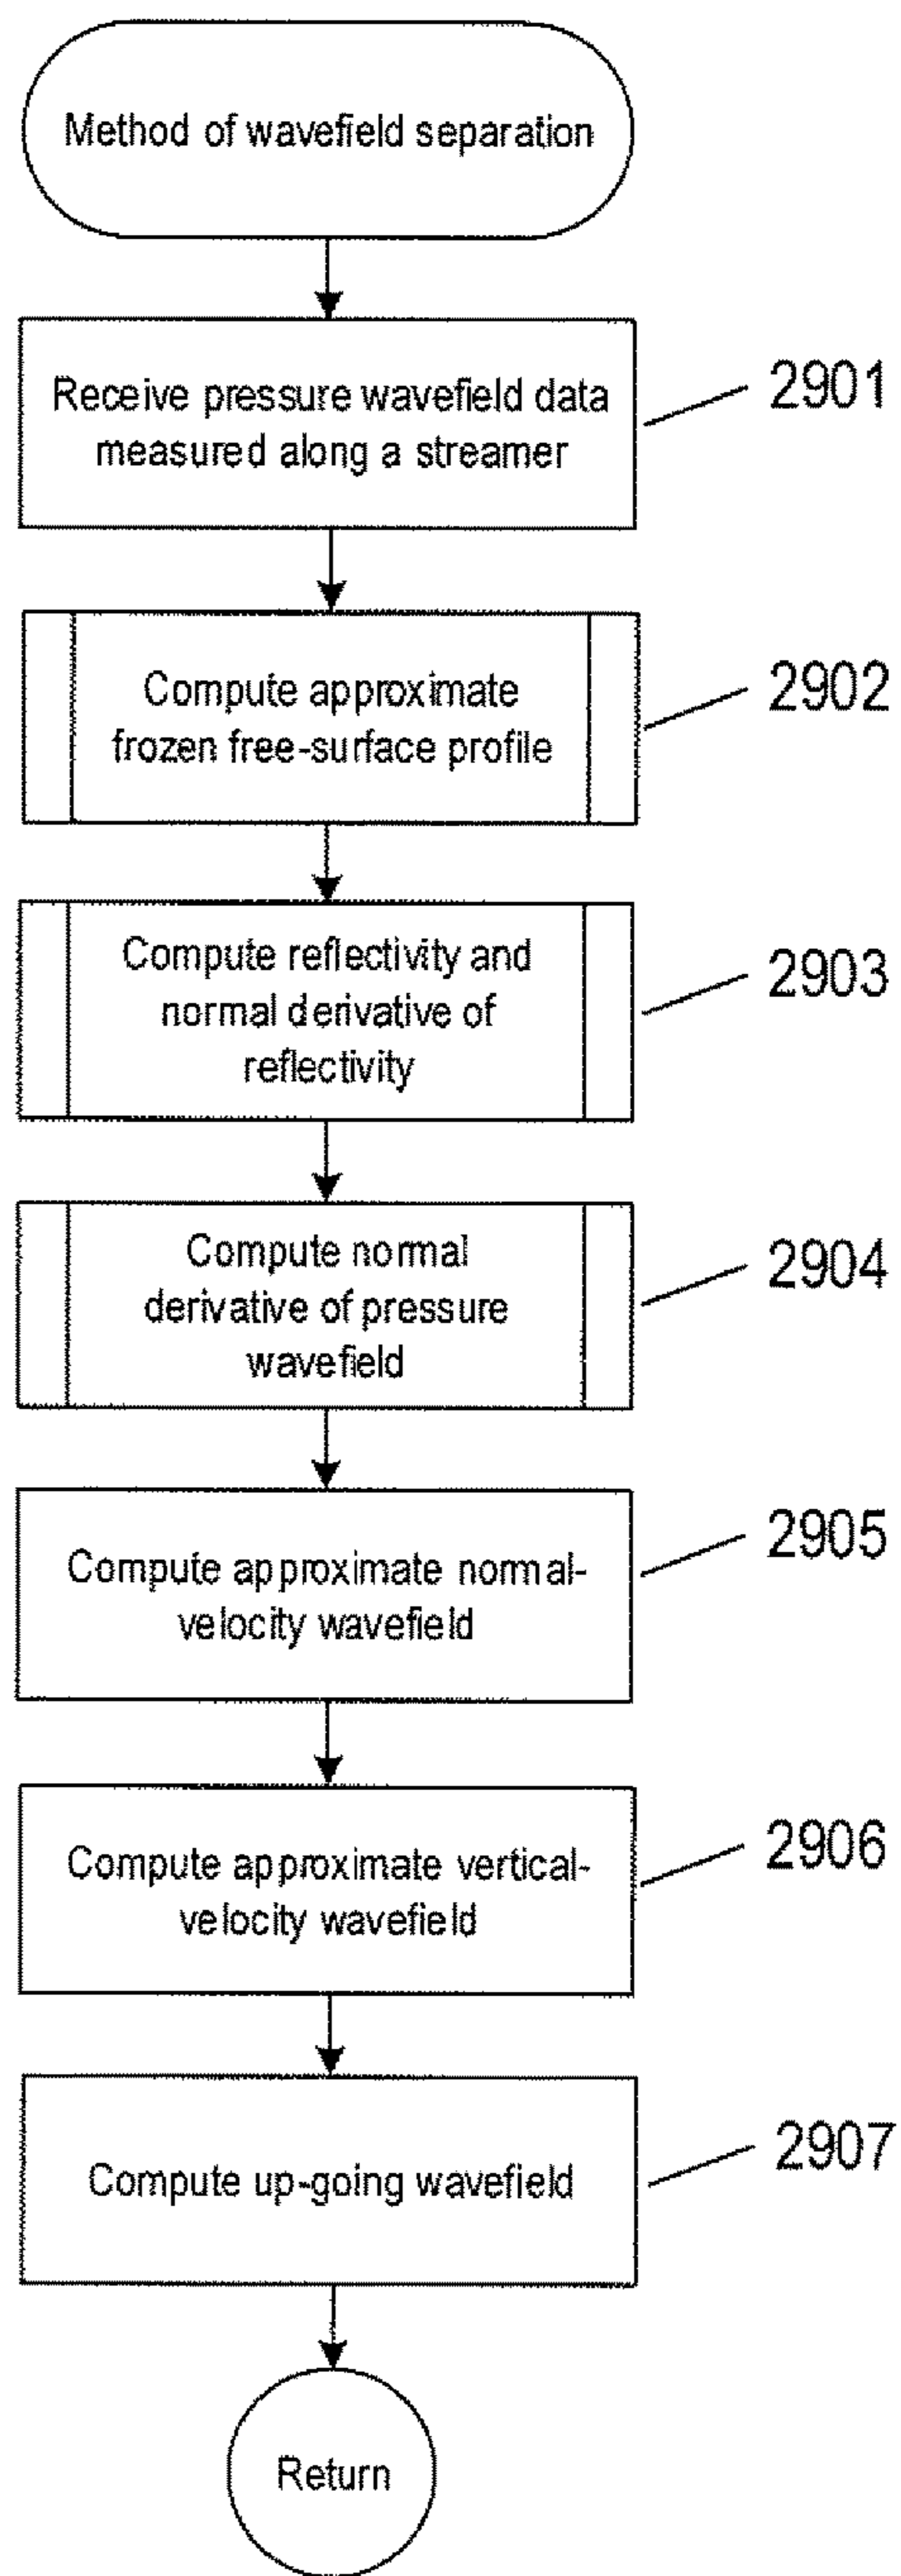 Method of wavefield separation
Receive pressure wavefield data
measured along a streamer
2901
Compute approximate
frozen free-surface profile
2902
Compute reflectivity and
normal derivative of
reflectivity
2903
Compute normal
derivative of pressure
wavefield
2904
Compute approximate normal-
velocity wavefield
2905
Compute approximate vertical-
velocity wavefield
2906
Compute up-going wavefield
2907
Return